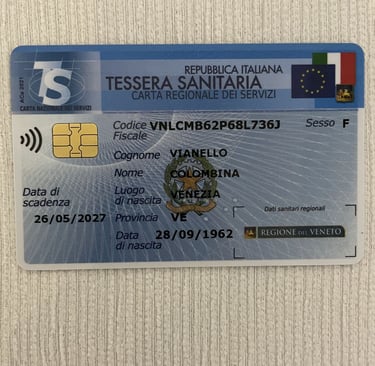 TS
ACe 2021
CARTA NAZIONALE DEI SERVIZI
REPUBBLICA ITALIANA
TESSERA SANITARIA
CARTA REGIONALE DEI SERVIZI
Codice Fiscale VNLCMB62P68L736J Sesso F
Cognome VIANELLO
Nome COLOMBINA
Luogo di nascita VENEZIA
Provincia VE
Data di nascita 28/09/1962
Data di scadenza
26/05/2027
Dati sanitari regionali
REGIONE DEL VENETO